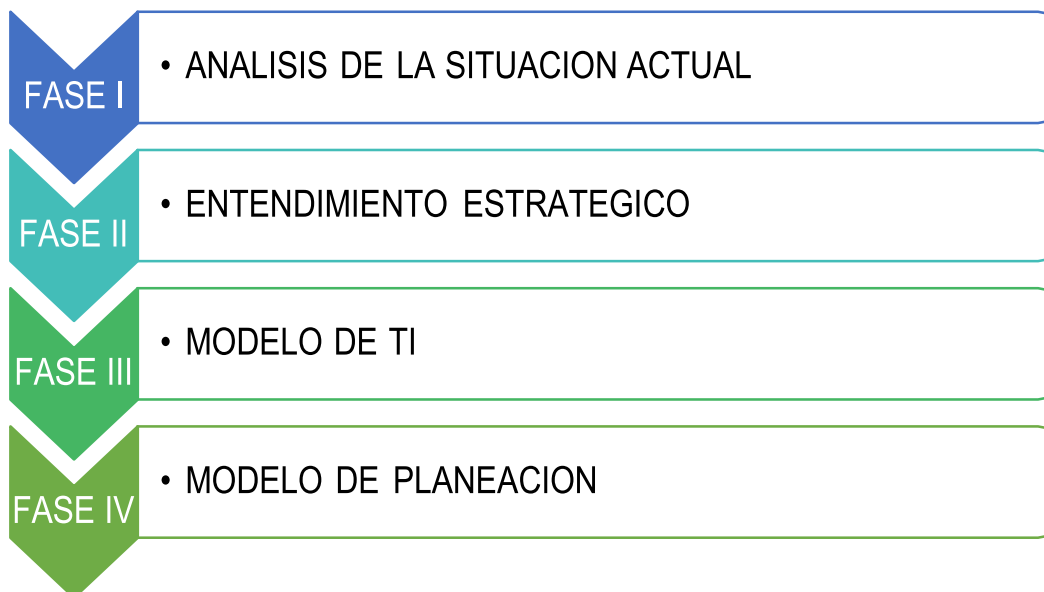 FASE I
• ANALISIS DE LA SITUACION ACTUAL
FASE II
• ENTENDIMIENTO ESTRATEGICO
FASE III
• MODELO DE TI
FASE IV
• MODELO DE PLANEACION